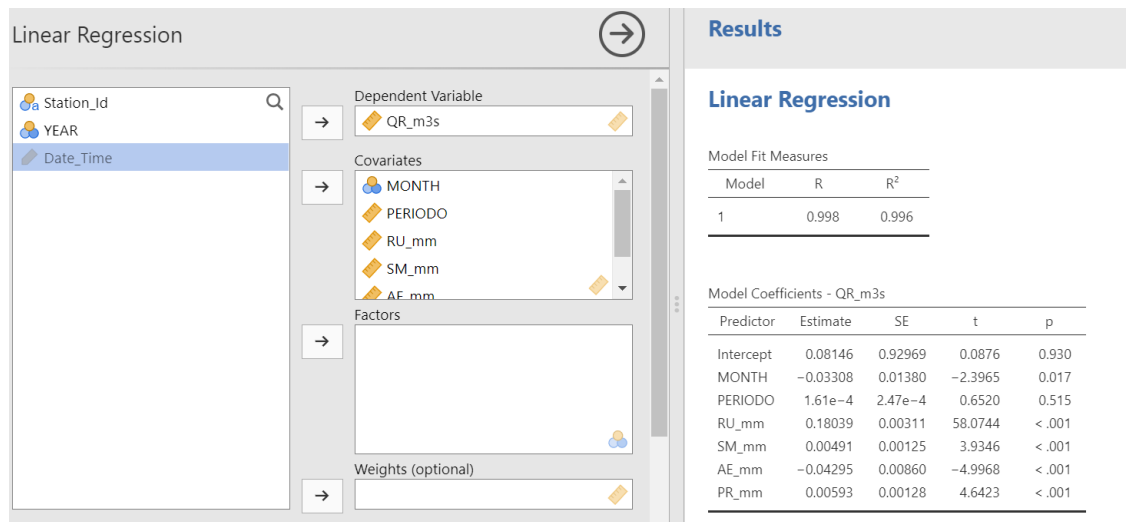 Linear Regression
Station_Id
YEAR
Date_Time
Dependent Variable
QR_m3s
Covariates
MONTH
PERIODO
RU_mm
SM_mm
AE_mm
Factors
Weights (optional)
Results
Linear Regression
Model Fit Measures
Model R R²
1 0.998 0.996
Model Coefficients - QR_m3s
Predictor Estimate SE t p
Intercept 0.08146 0.92969 0.0876 0.930
MONTH −0.03308 0.01380 −2.3965 0.017
PERIODO 1.61e−4 2.47e−4 0.6520 0.515
RU_mm 0.18039 0.00311 58.0744 < .001
SM_mm 0.00491 0.00125 3.9346 < .001
AE_mm −0.04295 0.00860 −4.9968 < .001
PR_mm 0.00593 0.00128 4.6423 < .001